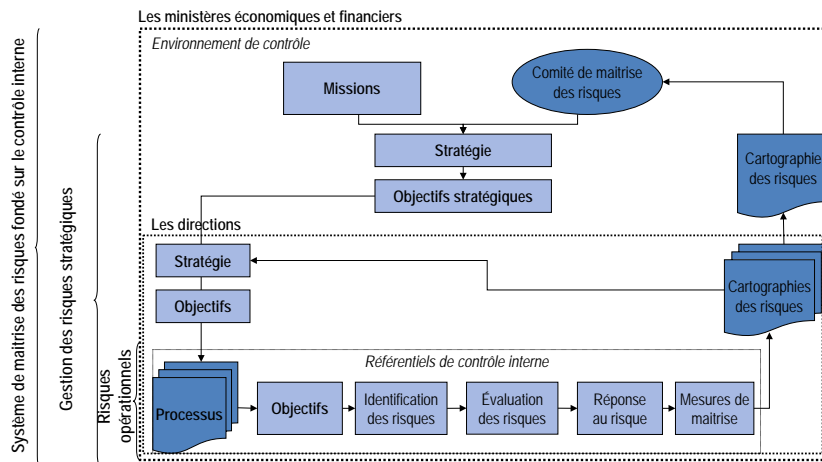 Les ministères économiques et financiers
Environnement de contrôle
Système de maitrise des risques fondé sur le contrôle interne
Gestion des risques stratégiques
Risques
opérationnels
Missions
Comité de maitrise
des risques
Stratégie
Objectifs stratégiques
Cartographie
des risques
Les directions
Stratégie
Objectifs
Cartographies
des risques
Référentiels de contrôle interne
Processus
Objectifs
Identification
des risques
Évaluation
des risques
Réponse
au risque
Mesures de
maitrise